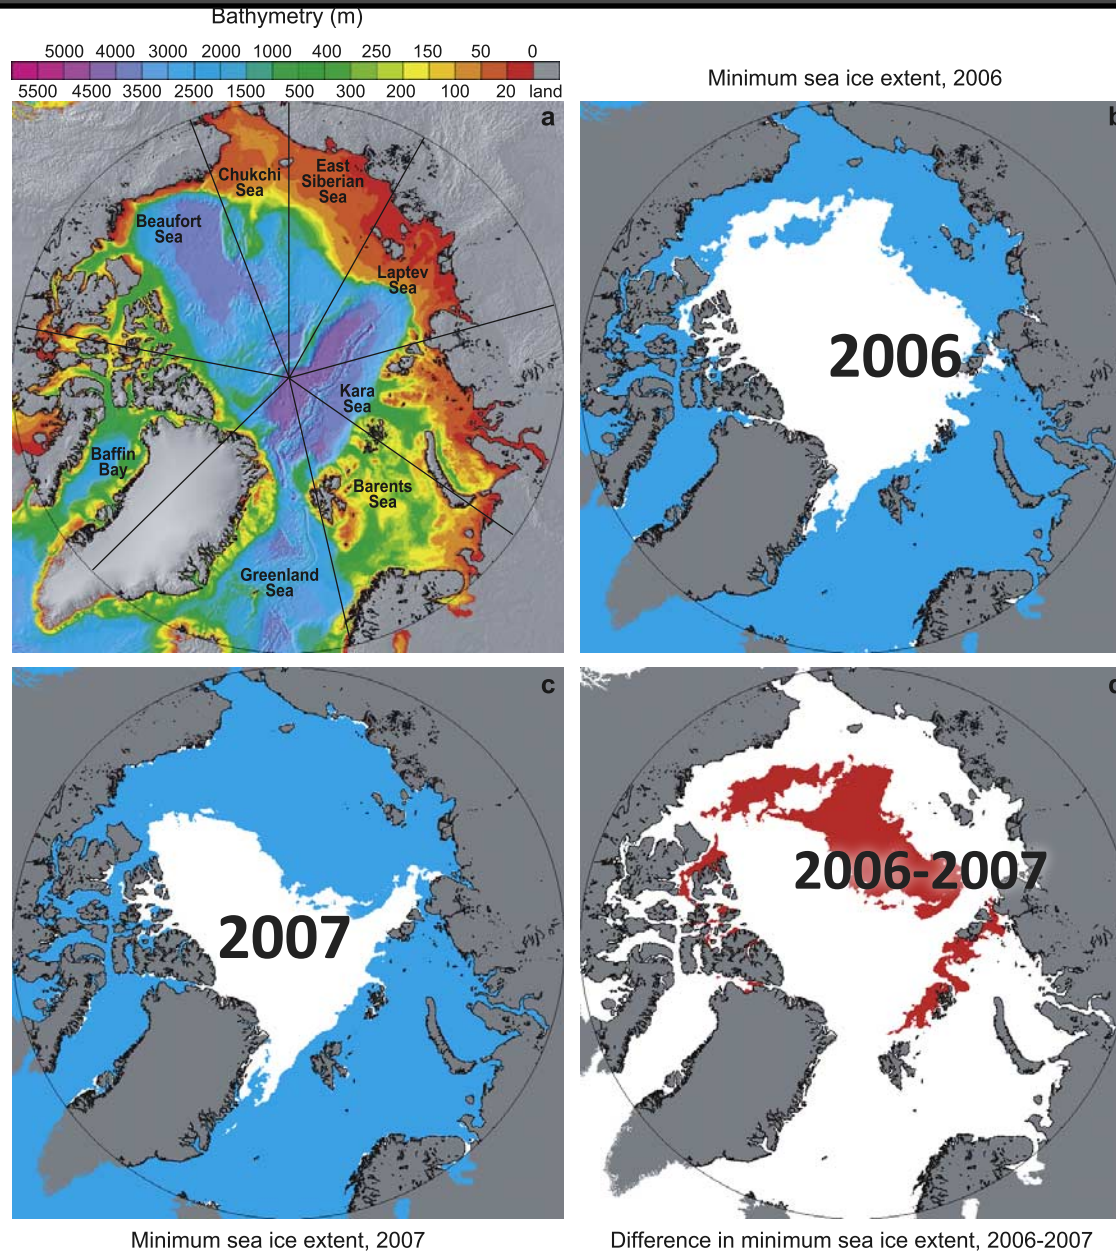 Bathymetry (m)
5000 4000 3000 2000 1000 400 250 150 50 0
5500 4500 3500 2500 1500 500 300 200 100 20 land
Minimum sea ice extent, 2006
a
Chukchi
Sea
East
Siberian
Sea
Beaufort
Sea
Laptev
Sea
Kara
Sea
Baffin
Bay
Barents
Sea
Greenland
Sea
b
2006
c
2007
d
2006-2007
Minimum sea ice extent, 2007
Difference in minimum sea ice extent, 2006-2007